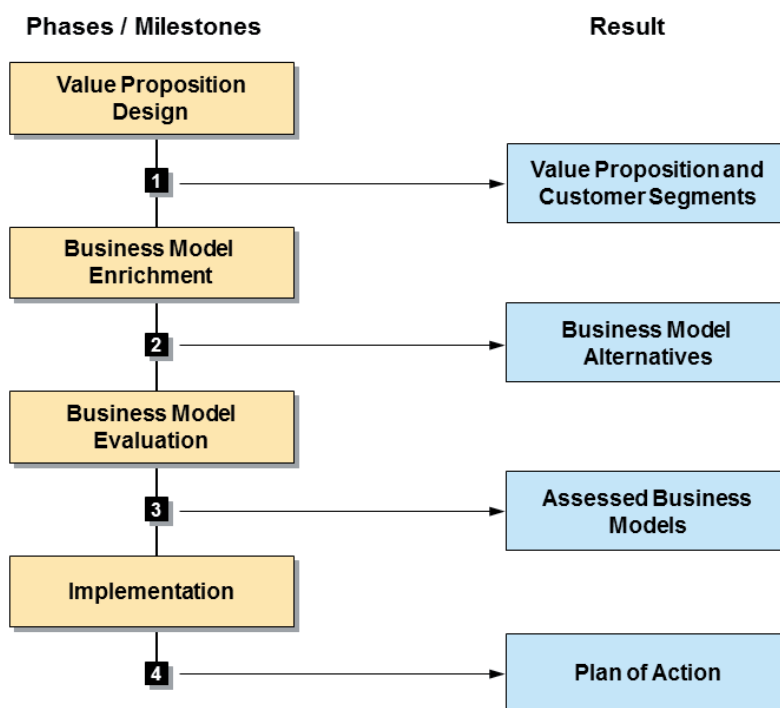 Phases / Milestones
Result
Value Proposition
Design
1
Value Proposition and
Customer Segments
Business Model
Enrichment
2
Business Model
Alternatives
Business Model
Evaluation
3
Assessed Business
Models
Implementation
4
Plan of Action